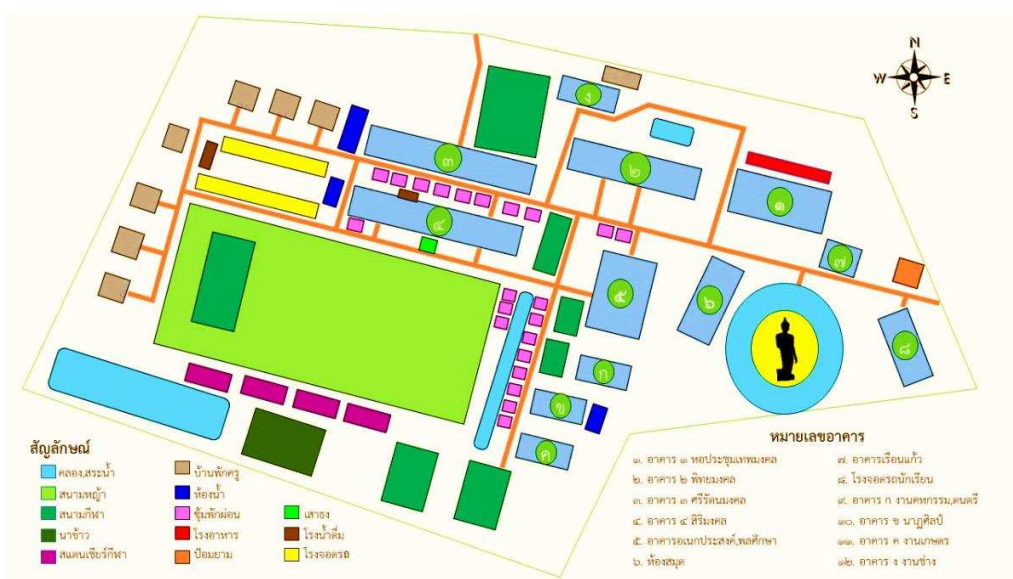 N
W E
S
ง
๓
๒
๑
๔
๗
๕
๖
๘
ก
ข
ค
สัญลักษณ์
คลอง,สระน้ำ
สนามหญ้า
สนามกีฬา
นาข้าว
สแตนเชียร์กีฬา
บ้านพักครู
ห้องน้ำ
ซุ้มพักผ่อน
โรงอาหาร
ป้อมยาม
เสาธง
โรงน้ำดื่ม
โรงจอดรถ
หมายเลขอาคาร
๑. อาคาร ๑ หอประชุมเทพมงคล
๒. อาคาร ๒ พิทยมงคล
๓. อาคาร ๓ ศรีรัตนมงคล
๔. อาคาร ๔ สิริมงคล
๕. อาคารอเนกประสงค์,พลศึกษา
๖. ห้องสมุด
๗. อาคารเรือนแก้ว
๘. โรงจอดรถนักเรียน
๙. อาคาร ก งานคหกรรม,ดนตรี
๑๐. อาคาร ข นาฏศิลป์
๑๑. อาคาร ค งานเกษตร
๑๒. อาคาร ง งานช่าง